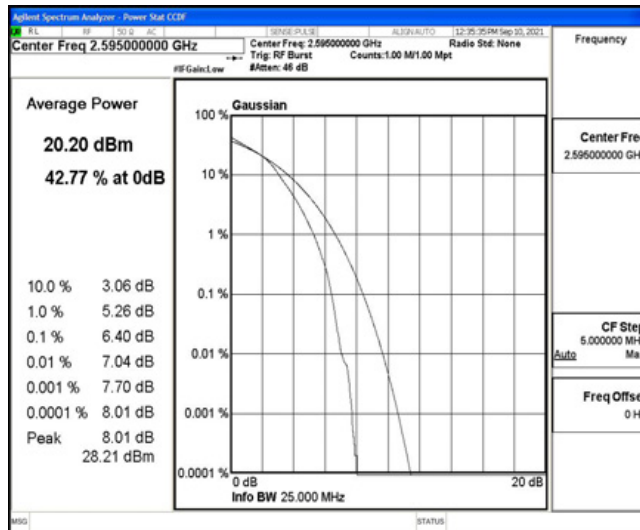 Agilent Spectrum Analyzer - Power Stat CCDF
RL RF 50 Ω AC SENSE:PULSE ALIGN AUTO 12:35:35 PM Sep 10, 2021
Center Freq 2.595000000 GHz
Center Freq: 2.595000000 GHz Radio Std: None
Trig: RF Burst Counts:1.00 M/1.00 Mpt
#IFGain:Low #Atten: 46 dB
Frequency
Average Power
20.20 dBm
42.77 % at 0dB
10.0 % 3.06 dB
1.0 % 5.26 dB
0.1 % 6.40 dB
0.01 % 7.04 dB
0.001 % 7.70 dB
0.0001 % 8.01 dB
Peak 8.01 dB
28.21 dBm
Gaussian
100 %
10 %
1 %
0.1 %
0.01 %
0.001 %
0.0001 %
0 dB 20 dB
Info BW 25.000 MHz
Center Fre
2.595000000 GH
CF Step
5.000000 MH
Auto Ma
Freq Offse
0 H
MSG STATUS